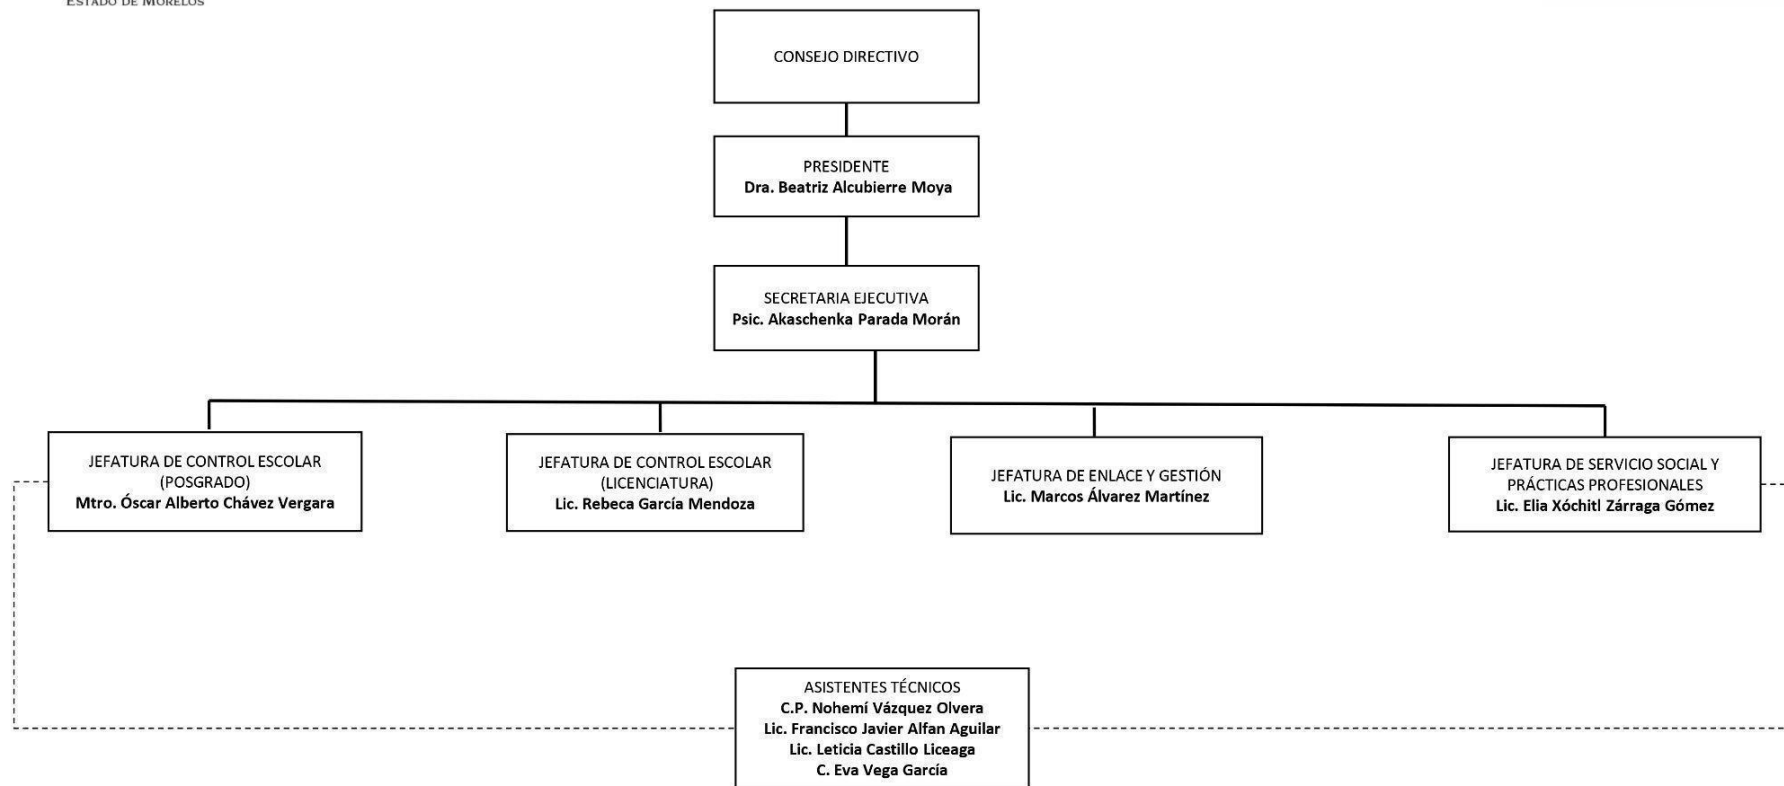 ESTADO DE MORELOS
CONSEJO DIRECTIVO
PRESIDENTE
Dra. Beatriz Alcubierre Moya
SECRETARIA EJECUTIVA
Psic. Akaschenka Parada Morán
JEFATURA DE CONTROL ESCOLAR
(POSGRADO)
Mtro. Óscar Alberto Chávez Vergara
JEFATURA DE CONTROL ESCOLAR
(LICENCIATURA)
Lic. Rebeca García Mendoza
JEFATURA DE ENLACE Y GESTIÓN
Lic. Marcos Álvarez Martínez
JEFATURA DE SERVICIO SOCIAL Y
PRÁCTICAS PROFESIONALES
Lic. Elia Xóchitl Zárraga Gómez
ASISTENTES TÉCNICOS
C.P. Nohemí Vázquez Olvera
Lic. Francisco Javier Alfan Aguilar
Lic. Leticia Castillo Liceaga
C. Eva Vega García